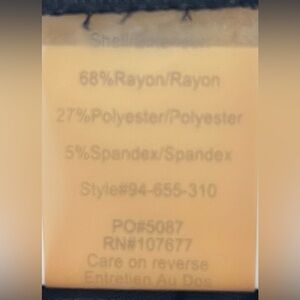 68%Rayon/Rayon
27%Polyester/Polyester
5%Spandex/Spandex
Style#94-655-310
PO#5087
RN#107677
Care on reverse
Entretien Au Dos